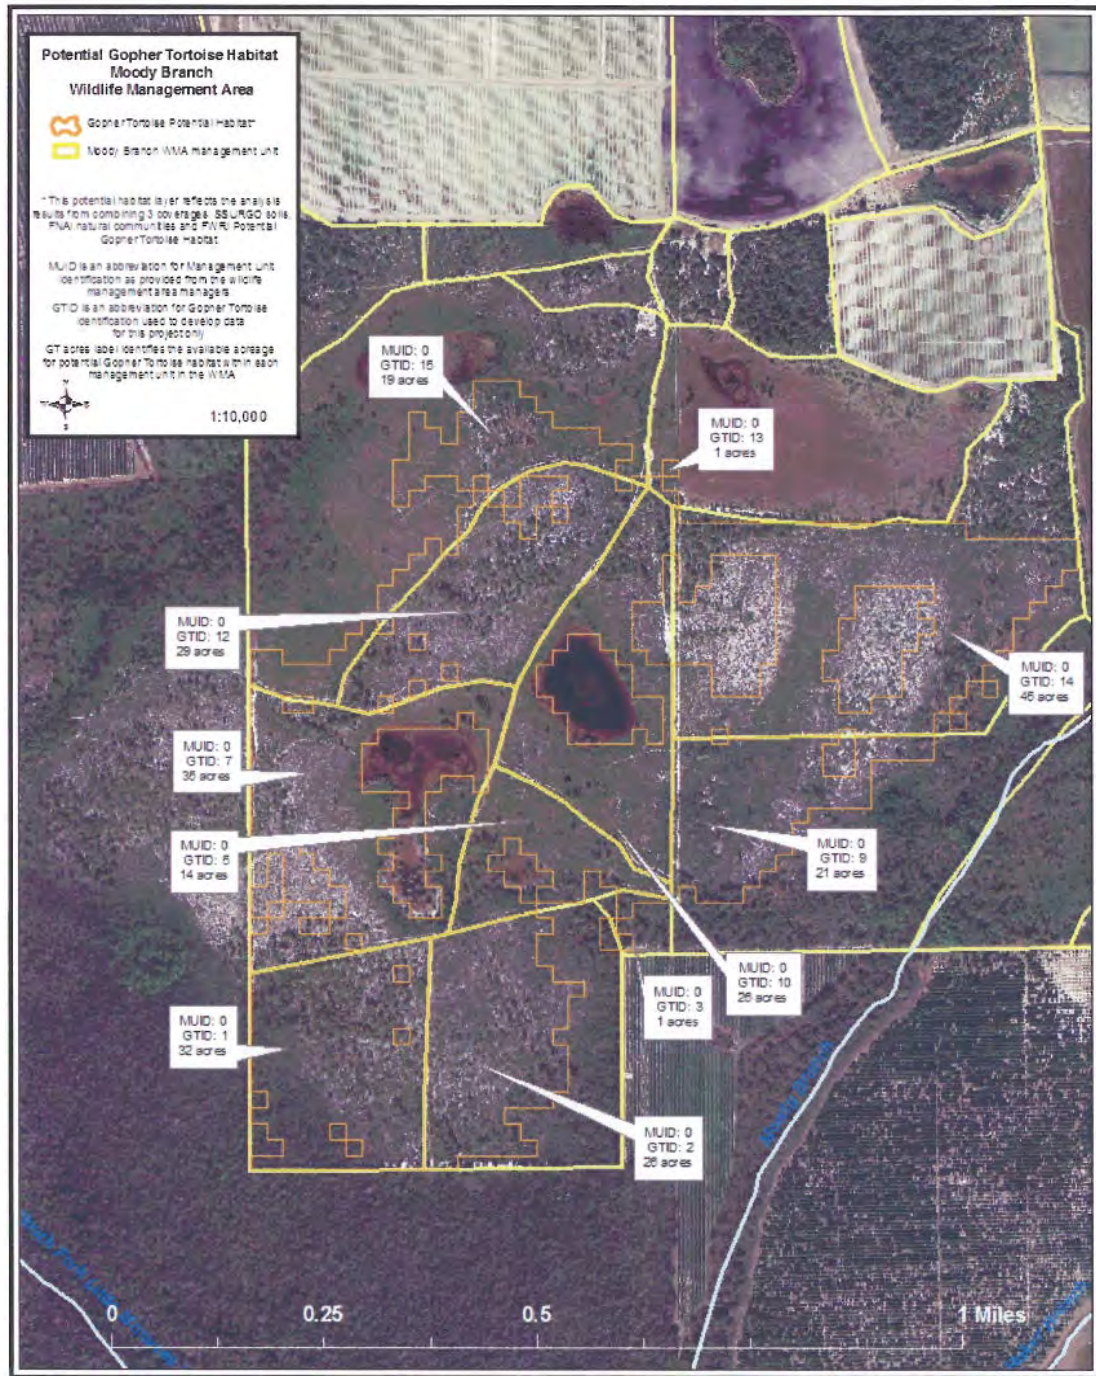 Potential Gopher Tortoise Habitat
Moody Branch
Wildlife Management Area
Gopher Tortoise Potential Habitat*
Moody Branch WMA management unit
* This potential habitat layer reflects the analysis
results from combining 3 coverages: SSURGO soils,
FNAI natural communities and FWRI Potential
Gopher Tortoise Habitat
MUID is an abbreviation for Management Unit
Identification as provided from the wildlife
management area managers
GTID is an abbreviation for Gopher Tortoise
Identification used to develop data
for this project only
GT acres label identifies the available acreage
for potential Gopher Tortoise habitat within each
management unit in the WMA
N
W E
S
1:10,000
MUID: 0
GTID: 15
19 acres
MUID: 0
GTID: 13
1 acres
MUID: 0
GTID: 12
29 acres
MUID: 0
GTID: 14
46 acres
MUID: 0
GTID: 7
36 acres
MUID: 0
GTID: 5
14 acres
MUID: 0
GTID: 9
21 acres
MUID: 0
GTID: 10
26 acres
MUID: 0
GTID: 3
1 acres
MUID: 0
GTID: 1
32 acres
MUID: 0
GTID: 2
26 acres
Moody Branch
North Fork Little Manatee
0 0.25 0.5 1 Miles